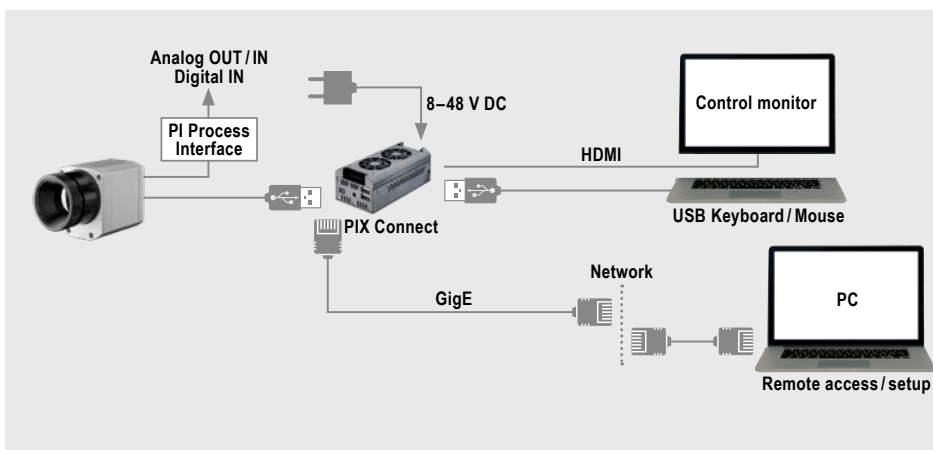 Analog OUT / IN
Digital IN
8–48 V DC
Control monitor
PI Process
Interface
HDMI
PIX Connect
USB Keyboard / Mouse
Network
GigE
PC
Remote access / setup